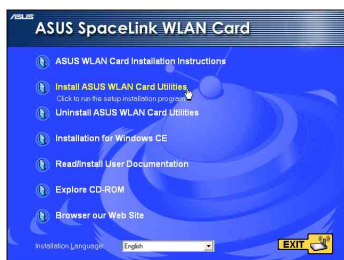 ASUS
ASUS SpaceLink WLAN Card
ASUS WLAN Card Installation Instructions
Install ASUS WLAN Card Utilities
Click to run the setup installation program
Uninstall ASUS WLAN Card Utilities
Installation for Windows CE
Read/Install User Documentation
Explore CD-ROM
Browser our Web Site
Installation Language: English
EXIT